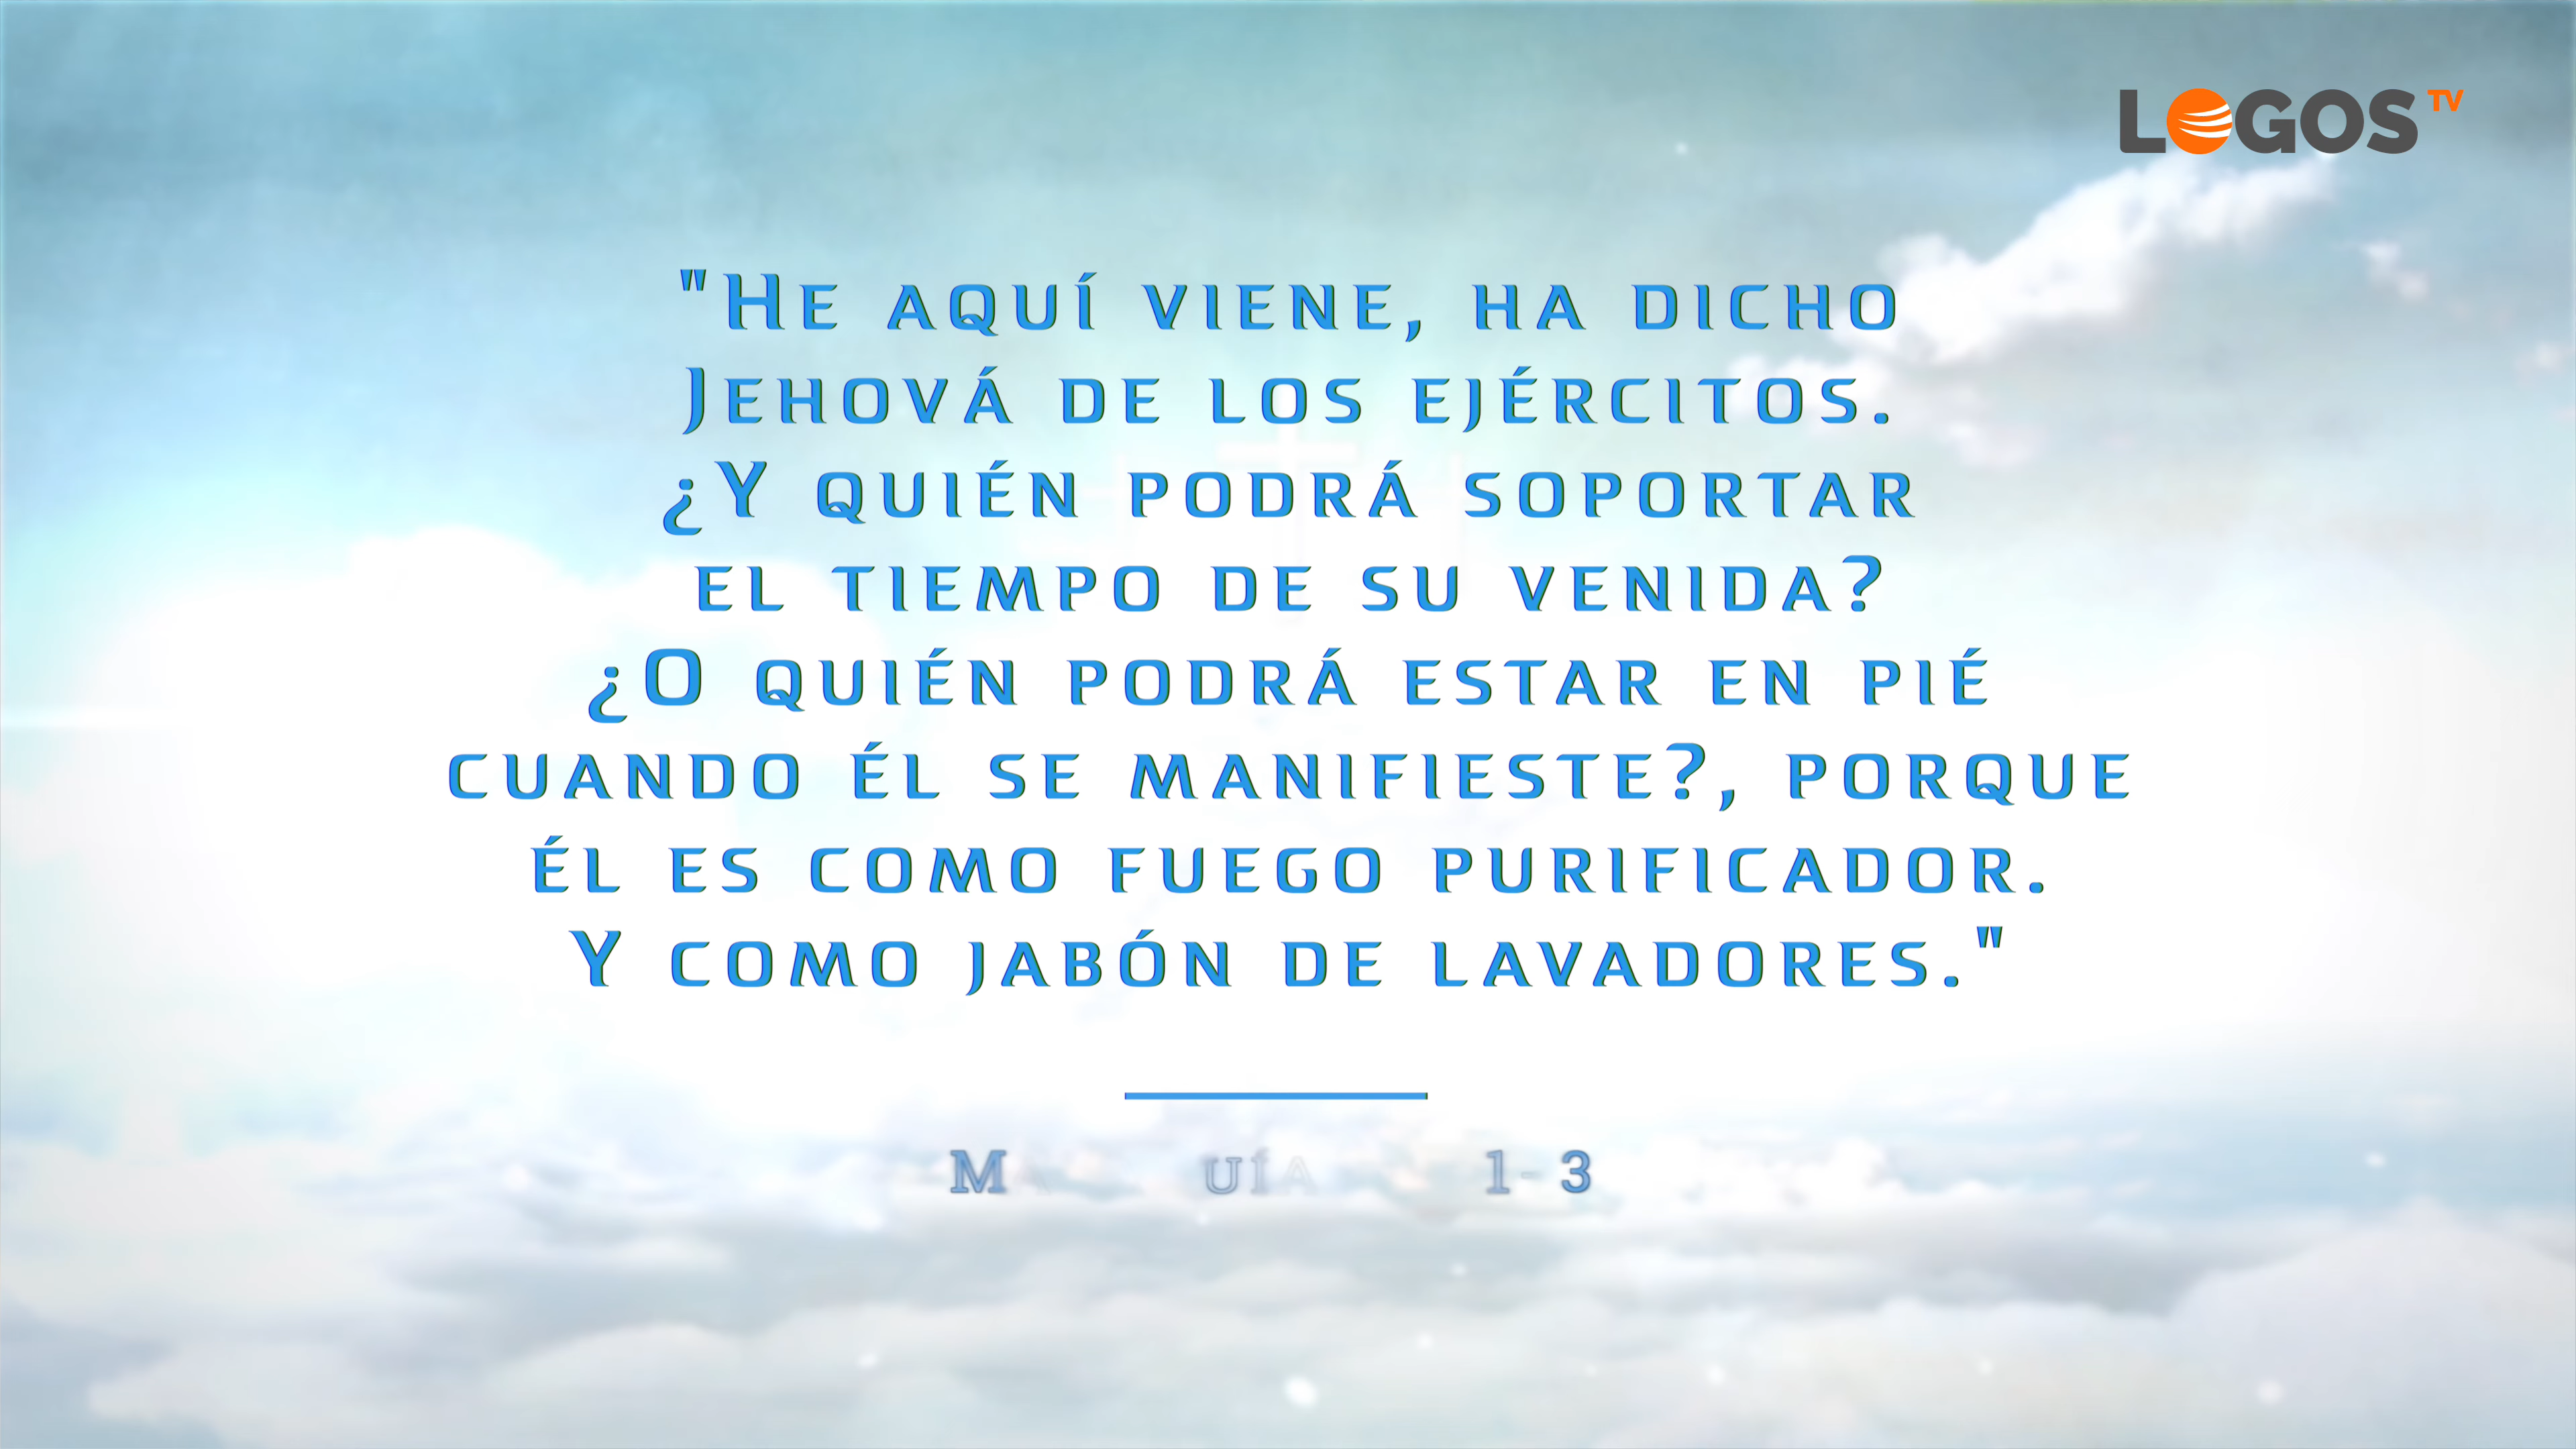 LOGOS TV
"He aquí viene, ha dicho
Jehová de los ejércitos.
¿Y quién podrá soportar
el tiempo de su venida?
¿O quién podrá estar en pié
cuando él se manifieste?, porque
él es como fuego purificador.
Y como jabón de lavadores."
1- 3